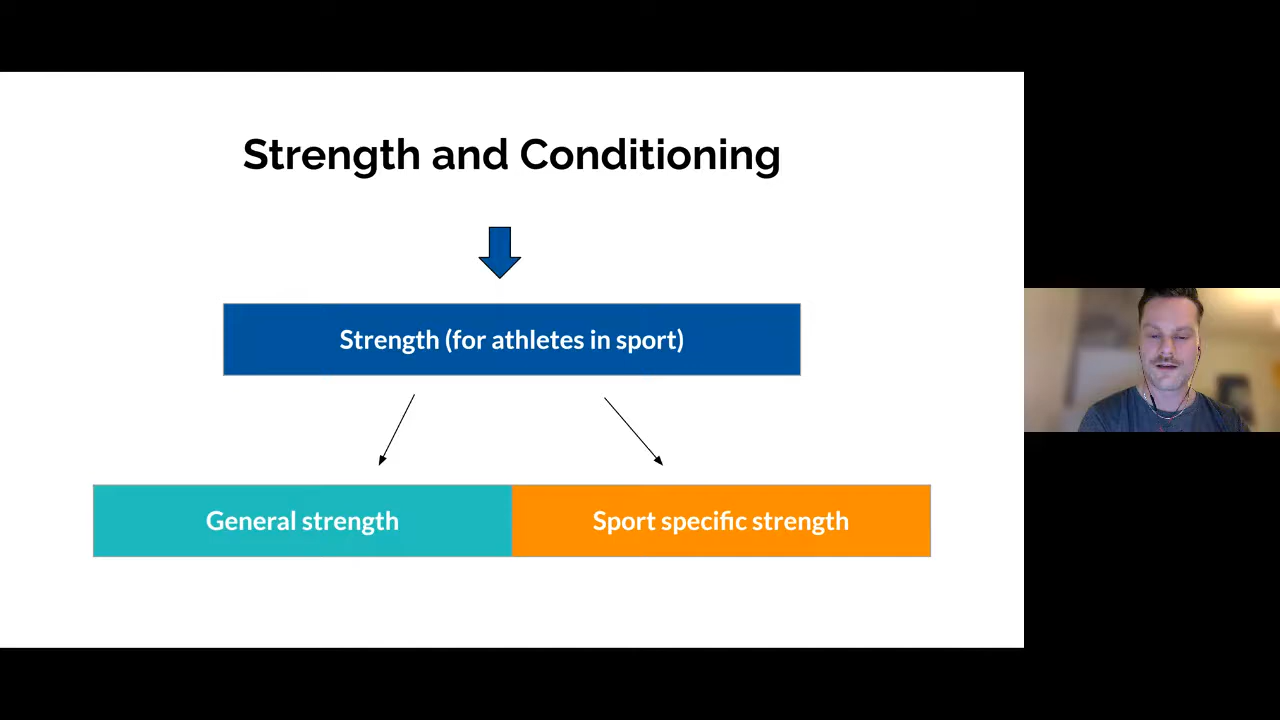 Strength and Conditioning
Strength (for athletes in sport)
General strength
Sport specific strength